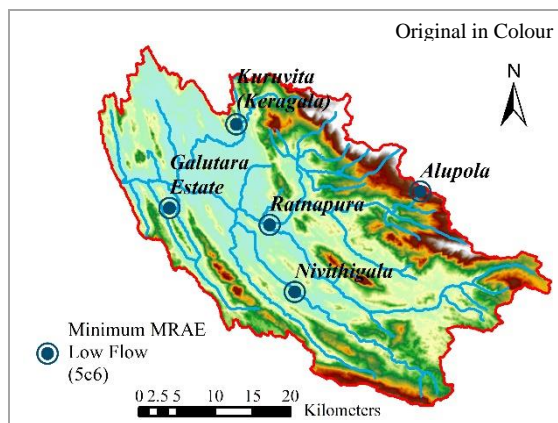 Original in Colour
N
Kuruvita
(Keragala)
Galutara
Estate
Alupola
Ratnapura
Nivithigala
Minimum MRAE
Low Flow
(5c6)
0 2.5 5 10 15 20
Kilometers